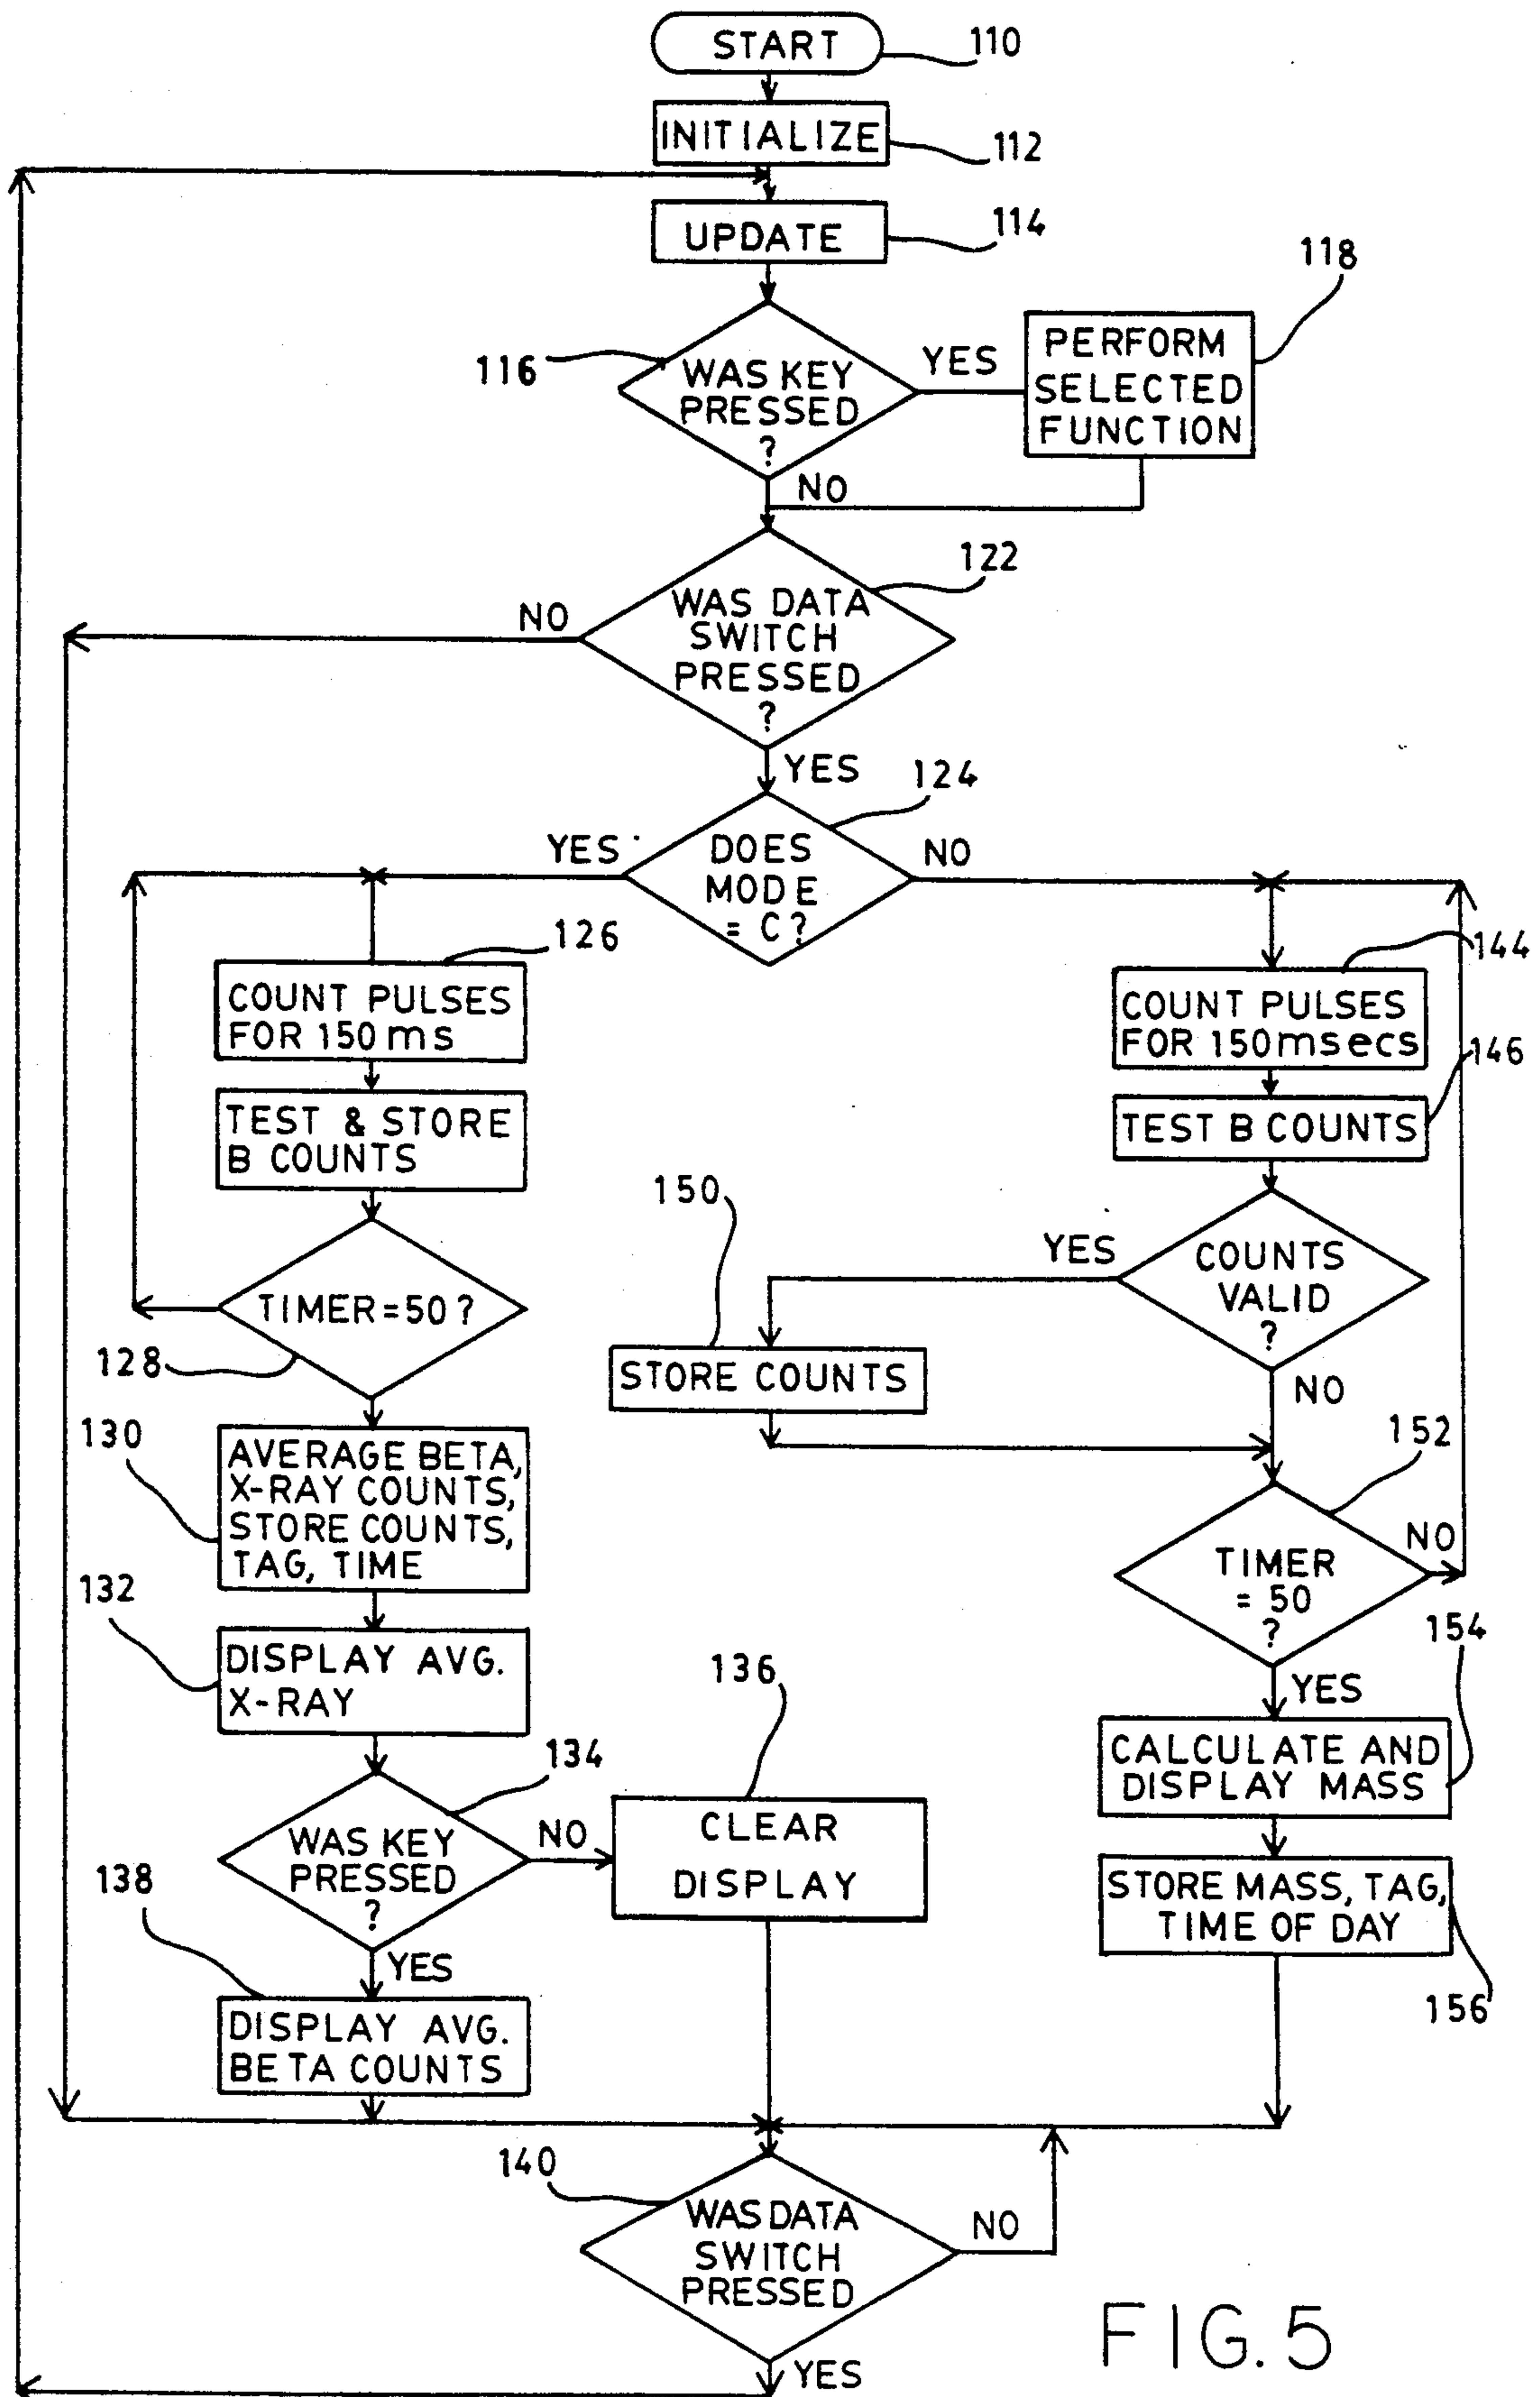 START
110
INITIALIZE
112
UPDATE
114
118
116
WAS KEY
PRESSED
?
YES
PERFORM
SELECTED
FUNCTION
NO
122
WAS DATA
SWITCH
PRESSED
?
NO
YES
124
YES
DOES
MODE
= C?
NO
126
COUNT PULSES
FOR 150ms
144
COUNT PULSES
FOR 150msecs
146
TEST & STORE
B COUNTS
TEST B COUNTS
150
YES
COUNTS
VALID
?
TIMER=50?
128
STORE COUNTS
NO
130
AVERAGE BETA,
X-RAY COUNTS,
STORE COUNTS,
TAG, TIME
152
TIMER
= 50
?
NO
132
DISPLAY AVG.
X-RAY
136
154
YES
CALCULATE AND
DISPLAY MASS
134
WAS KEY
PRESSED
?
NO
CLEAR
DISPLAY
138
STORE MASS, TAG,
TIME OF DAY
YES
156
DISPLAY AVG.
BETA COUNTS
140
WAS DATA
SWITCH
PRESSED
NO
YES
FIG. 5